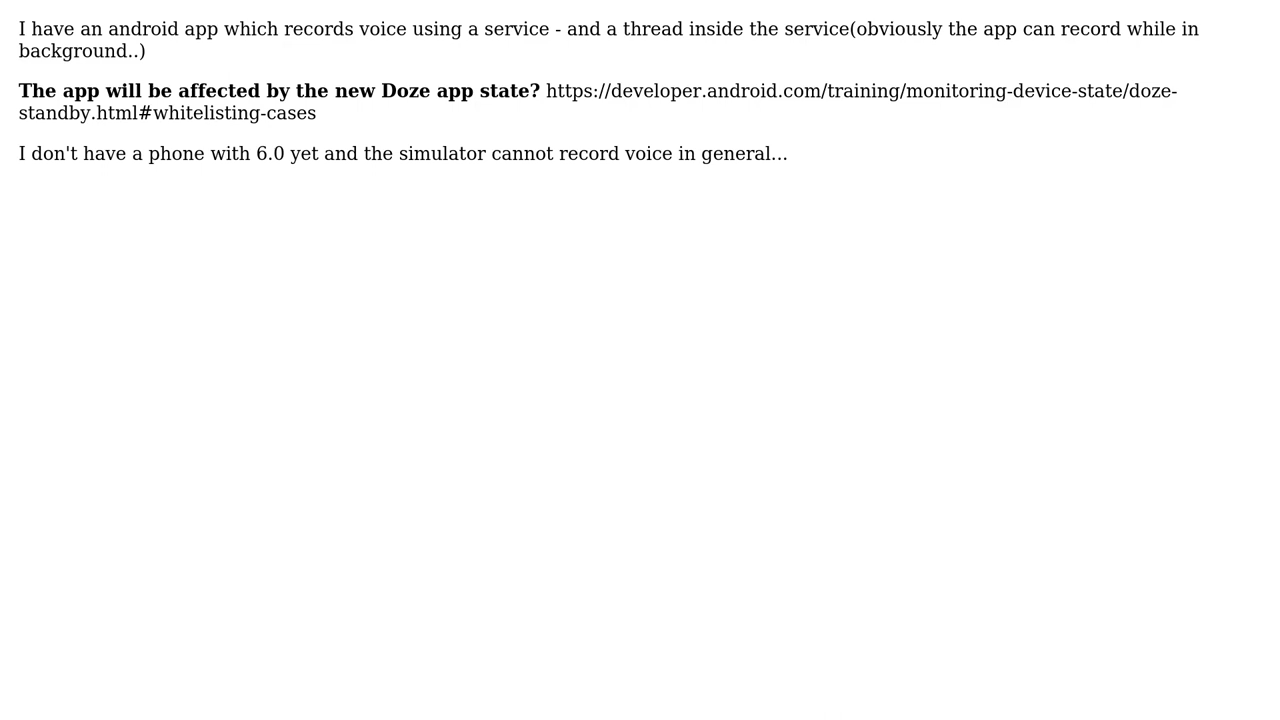 I have an android app which records voice using a service - and a thread inside the service(obviously the app can record while in
background..)
The app will be affected by the new Doze app state? https://developer.android.com/training/monitoring-device-state/doze-
standby.html#whitelisting-cases
I don't have a phone with 6.0 yet and the simulator cannot record voice in general...